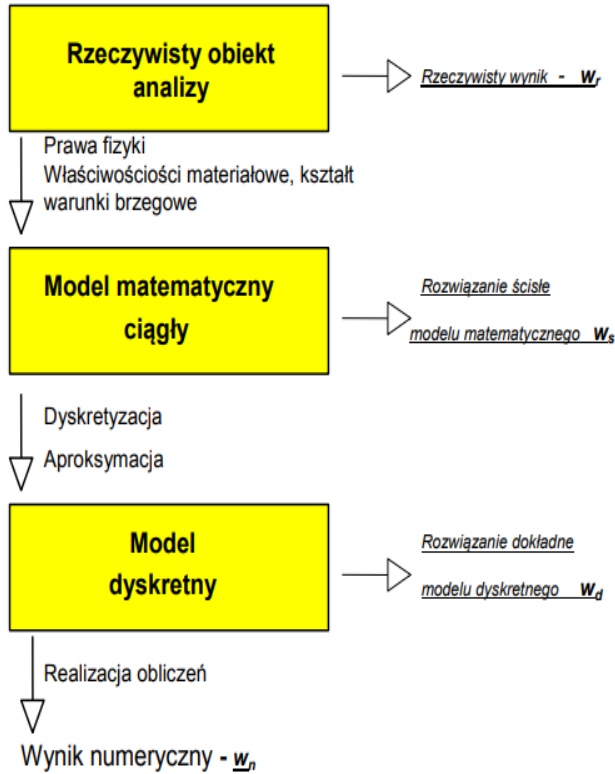 Rzeczywisty obiekt
analizy
Rzeczywisty wynik - wr
Prawa fizyki
Właściwościości materiałowe, kształt
warunki brzegowe
Model matematyczny
ciągły
Rozwiązanie ścisłe
modelu matematycznego ws
Dyskretyzacja
Aproksymacja
Model
dyskretny
Rozwiązanie dokładne
modelu dyskretnego wd
Realizacja obliczeń
Wynik numeryczny - wn